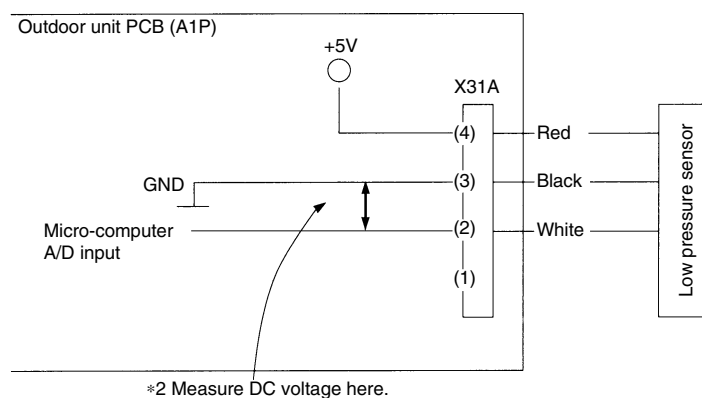 Outdoor unit PCB (A1P)
+5V
X31A
(4)
Red
GND
(3)
Black
Micro-computer
A/D input
(2)
White
(1)
Low pressure sensor
*2 Measure DC voltage here.